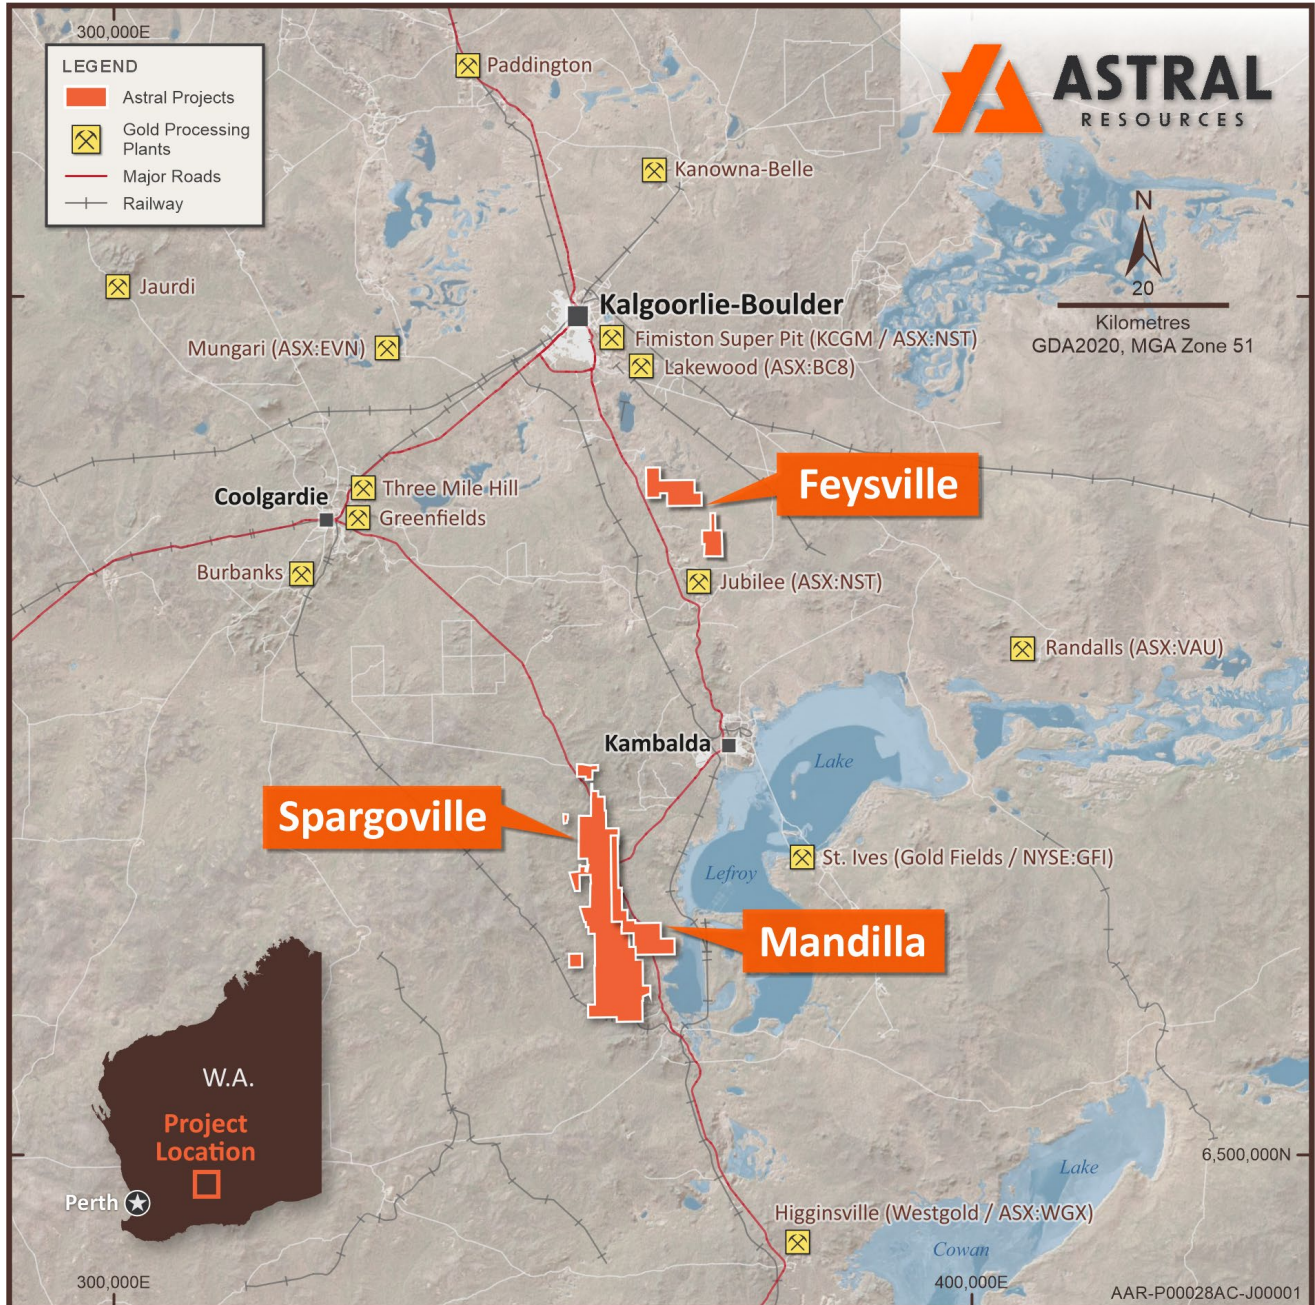 300,000E
LEGEND
Astral Projects
Gold Processing
Plants
Major Roads
Railway
ASTRAL
RESOURCES
N
20
Kilometres
GDA2020, MGA Zone 51
Paddington
Kanowna-Belle
Jaurdi
Kalgoorlie-Boulder
Fimiston Super Pit (KCGM / ASX:NST)
Mungari (ASX:EVN)
Lakewood (ASX:BC8)
Feysville
Coolgardie
Three Mile Hill
Greenfields
Burbanks
Jubilee (ASX:NST)
Randalls (ASX:VAU)
Kambalda
Lake
Lefroy
Spargoville
St. Ives (Gold Fields / NYSE:GFI)
Mandilla
W.A.
Project
Location
Perth
6,500,000N
Lake
Cowan
Higginsville (Westgold / ASX:WGX)
300,000E
400,000E
AAR-P00028AC-J00001